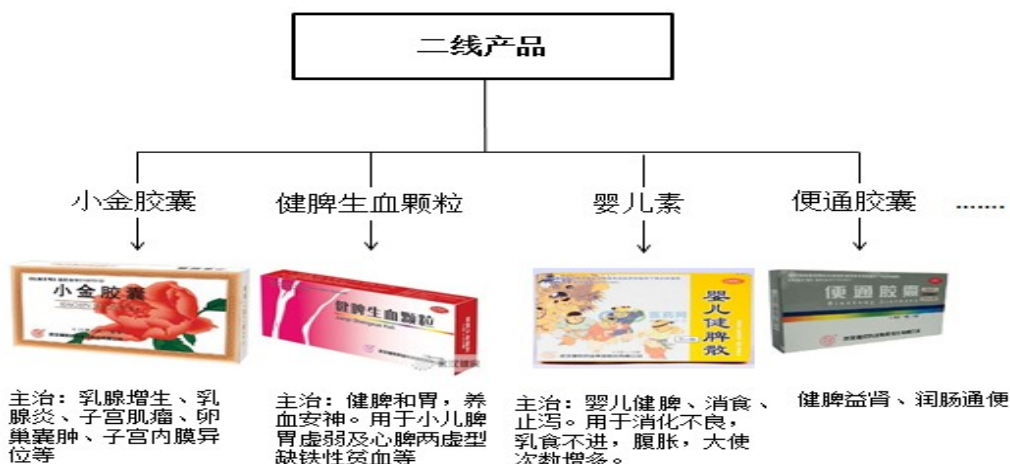 二线产品
小金胶囊
健脾生血颗粒
婴儿素
便通胶囊
.......
小金胶囊
健脾生血颗粒
婴儿健脾散
便通胶囊
主治：乳腺增生、乳
腺炎、子宫肌瘤、卵
巢囊肿、子宫内膜异
位等
主治：健脾和胃，养
血安神。用于小儿脾
胃虚弱及心脾两虚型
缺铁性贫血等
主治：婴儿健脾、消食、
止泻。用于消化不良，
乳食不进，腹胀，大便
次数增多。
健脾益肾、润肠通便